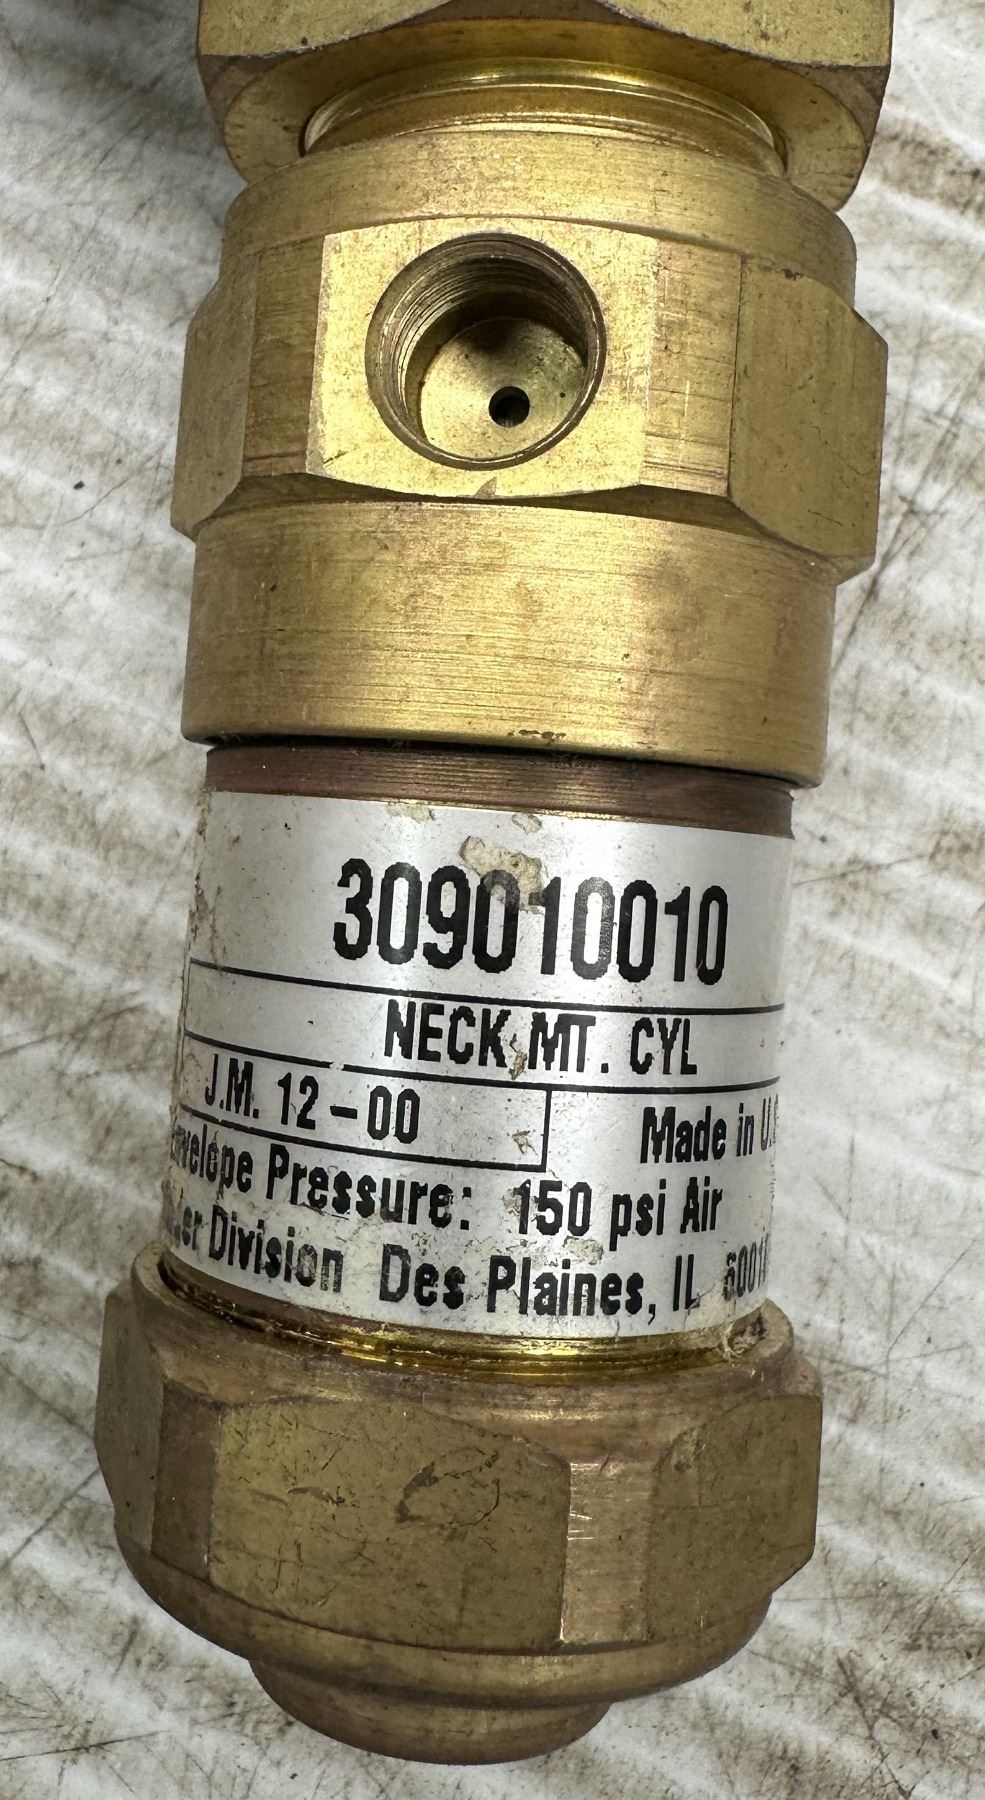 309010010
NECK MT. CYL
J.M. 12-00
Made in
Pressure: 150 psi Air
Division Des Plaines, IL